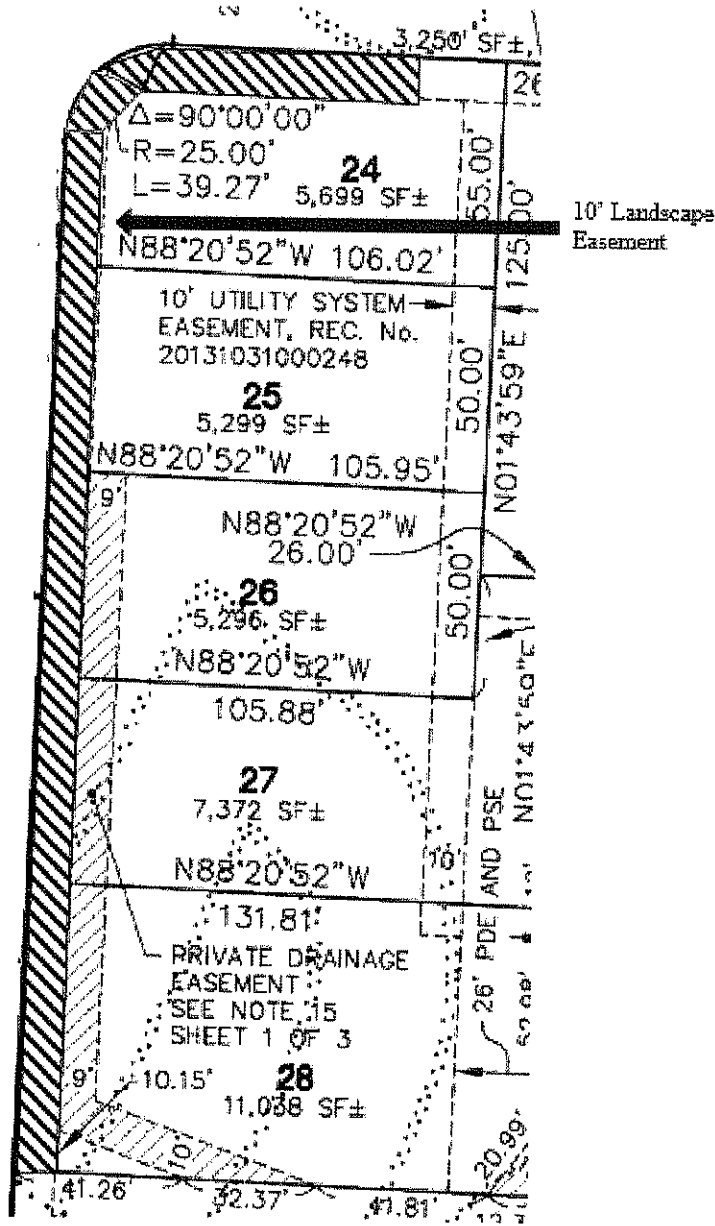 3,250' SF±,
26
Δ=90°00'00"
R=25.00'
L=39.27'
24
5,699 SF±
55.00'
125.00'
10' Landscape
Easement
N88°20'52"W 106.02'
10' UTILITY SYSTEM
EASEMENT, REC. No.
20131031000248
25
5,299 SF±
50.00'
N01°43'59"E
N88°20'52"W 105.95'
9'
N88°20'52"W
26.00'
26
5,296 SF±
50.00'
N88°20'52"W
105.88'
27
7,372 SF±
10'
N88°20'52"W
131.81'
26' PDE AND PSE
PRIVATE DRAINAGE
EASEMENT
SEE NOTE 15
SHEET 1 OF 3
9'
10.15'
28
11,038 SF±
10'
20.99'
41.26'
32.37'
41.81'